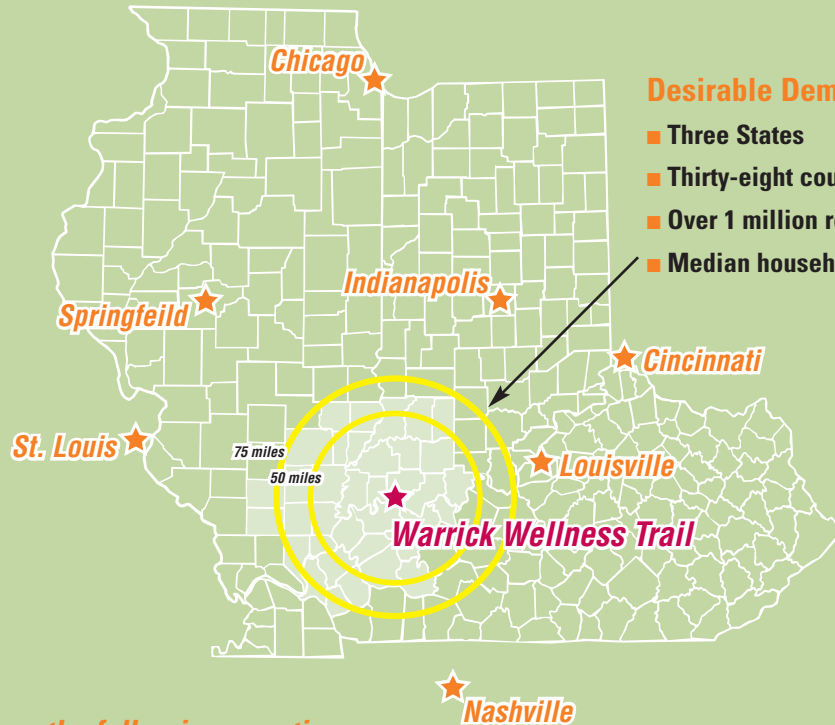 Chicago
Desirable Dem
Three States
Thirty-eight cou
Over 1 million r
Median househ
Indianapolis
Springfeild
Cincinnati
St. Louis
75 miles
50 miles
Louisville
Warrick Wellness Trail
Nashville